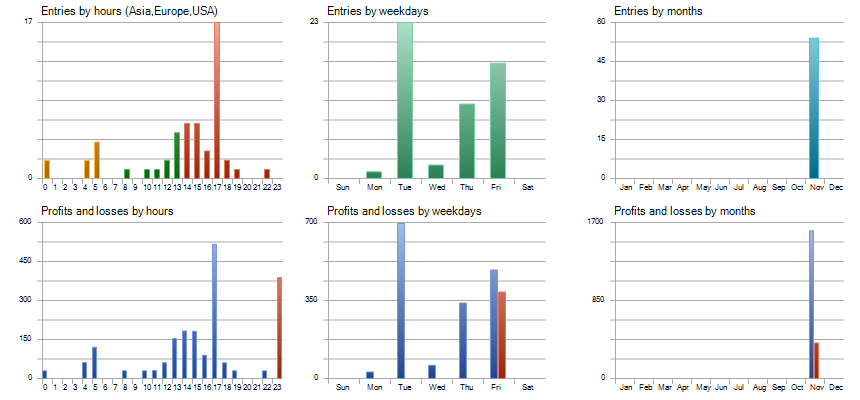 Entries by hours (Asia,Europe,USA)
17
0
0 1 2 3 4 5 6 7 8 9 10 11 12 13 14 15 16 17 18 19 20 21 22 23
Entries by weekdays
23
0
Sun Mon Tue Wed Thu Fri Sat
Entries by months
60
45
30
15
0
Jan Feb Mar Apr May Jun Jul Aug Sep Oct Nov Dec
Profits and losses by hours
600
450
300
150
0
0 1 2 3 4 5 6 7 8 9 10 11 12 13 14 15 16 17 18 19 20 21 22 23
Profits and losses by weekdays
700
350
0
Sun Mon Tue Wed Thu Fri Sat
Profits and losses by months
1700
850
0
Jan Feb Mar Apr May Jun Jul Aug Sep Oct Nov Dec